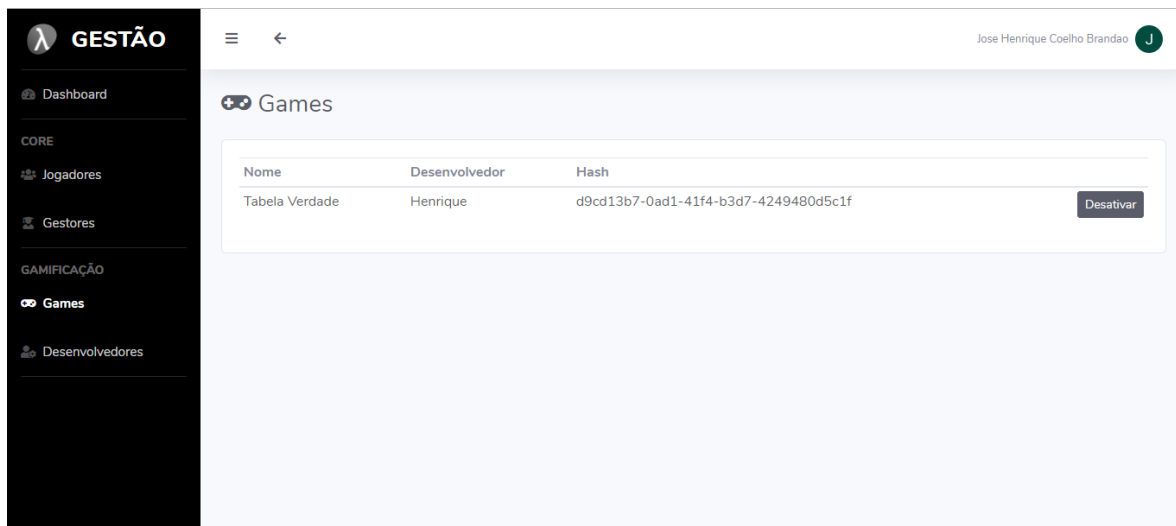 λ GESTÃO
Jose Henrique Coelho Brandao J
Dashboard
CORE
Jogadores
Gestores
GAMIFICAÇÃO
Games
Desenvolvedores
Games
Nome Desenvolvedor Hash
Tabela Verdade Henrique d9cd13b7-0ad1-41f4-b3d7-4249480d5c1f Desativar